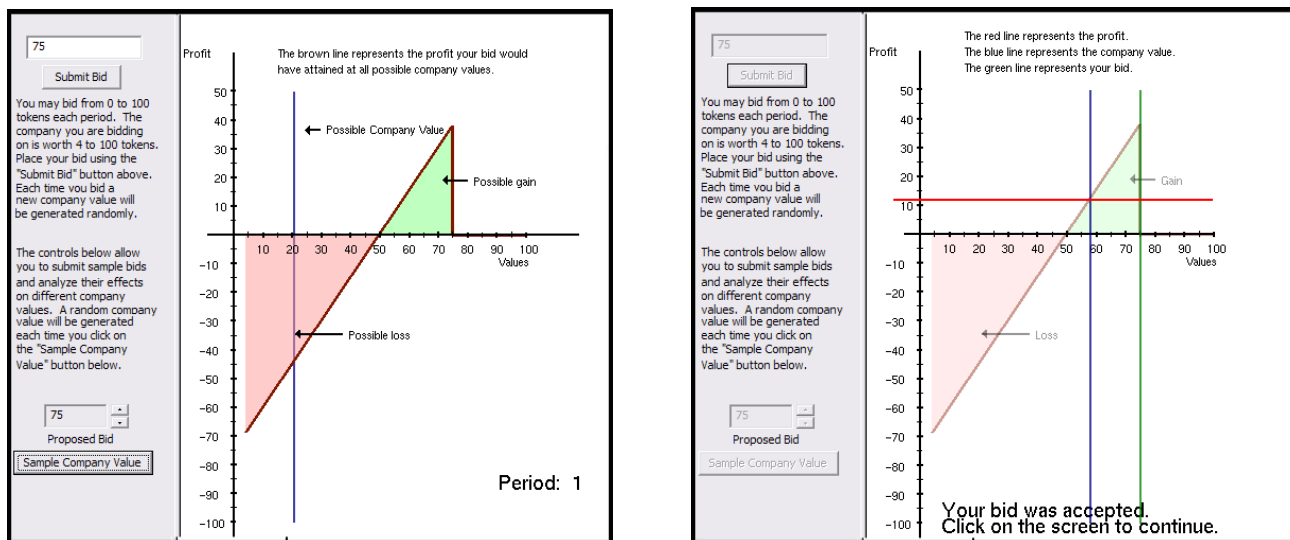 75
Submit Bid
You may bid from 0 to 100
tokens each period. The
company you are bidding
on is worth 4 to 100 tokens.
Place your bid using the
"Submit Bid" button above.
Each time you bid a
new company value will
be generated randomly.
The controls below allow
you to submit sample bids
and analyze their effects
on different company
values. A random company
value will be generated
each time you click on
the "Sample Company
Value" button below.
75
Proposed Bid
Sample Company Value
Profit
The brown line represents the profit your bid would
have attained at all possible company values.
50
40
30
20
10
-10
-20
-30
-40
-50
-60
-70
-80
-90
-100
Possible Company Value
Possible gain
10 20 30 40 50 60 70 80 90 100
Values
Possible loss
Period: 1
75
Submit Bid
You may bid from 0 to 100
tokens each period. The
company you are bidding
on is worth 4 to 100 tokens.
Place your bid using the
"Submit Bid" button above.
Each time you bid a
new company value will
be generated randomly.
The controls below allow
you to submit sample bids
and analyze their effects
on different company
values. A random company
value will be generated
each time you click on
the "Sample Company
Value" button below.
75
Proposed Bid
Sample Company Value
Profit
The red line represents the profit.
The blue line represents the company value.
The green line represents your bid.
50
40
30
20
10
-10
-20
-30
-40
-50
-60
-70
-80
-90
-100
Gain
10 20 30 40 50 60 70 80 90 100
Values
Loss
Your bid was accepted.
Click on the screen to continue.